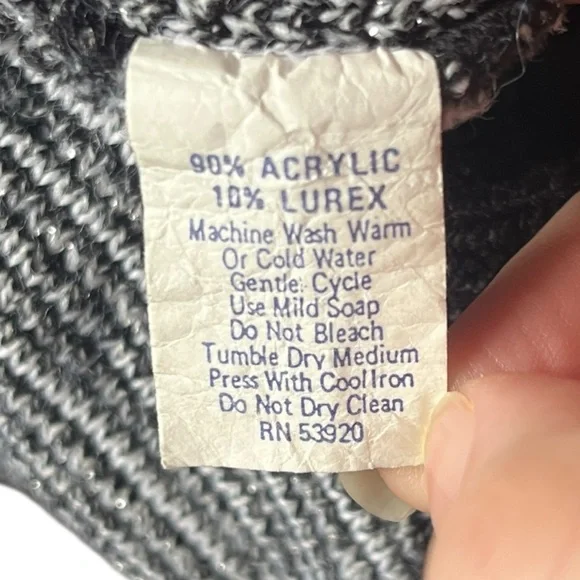 90% ACRYLIC
10% LUREX
Machine Wash Warm
Or Cold Water
Gentle Cycle
Use Mild Soap
Do Not Bleach
Tumble Dry Medium
Press With Cool Iron
Do Not Dry Clean
RN 53920